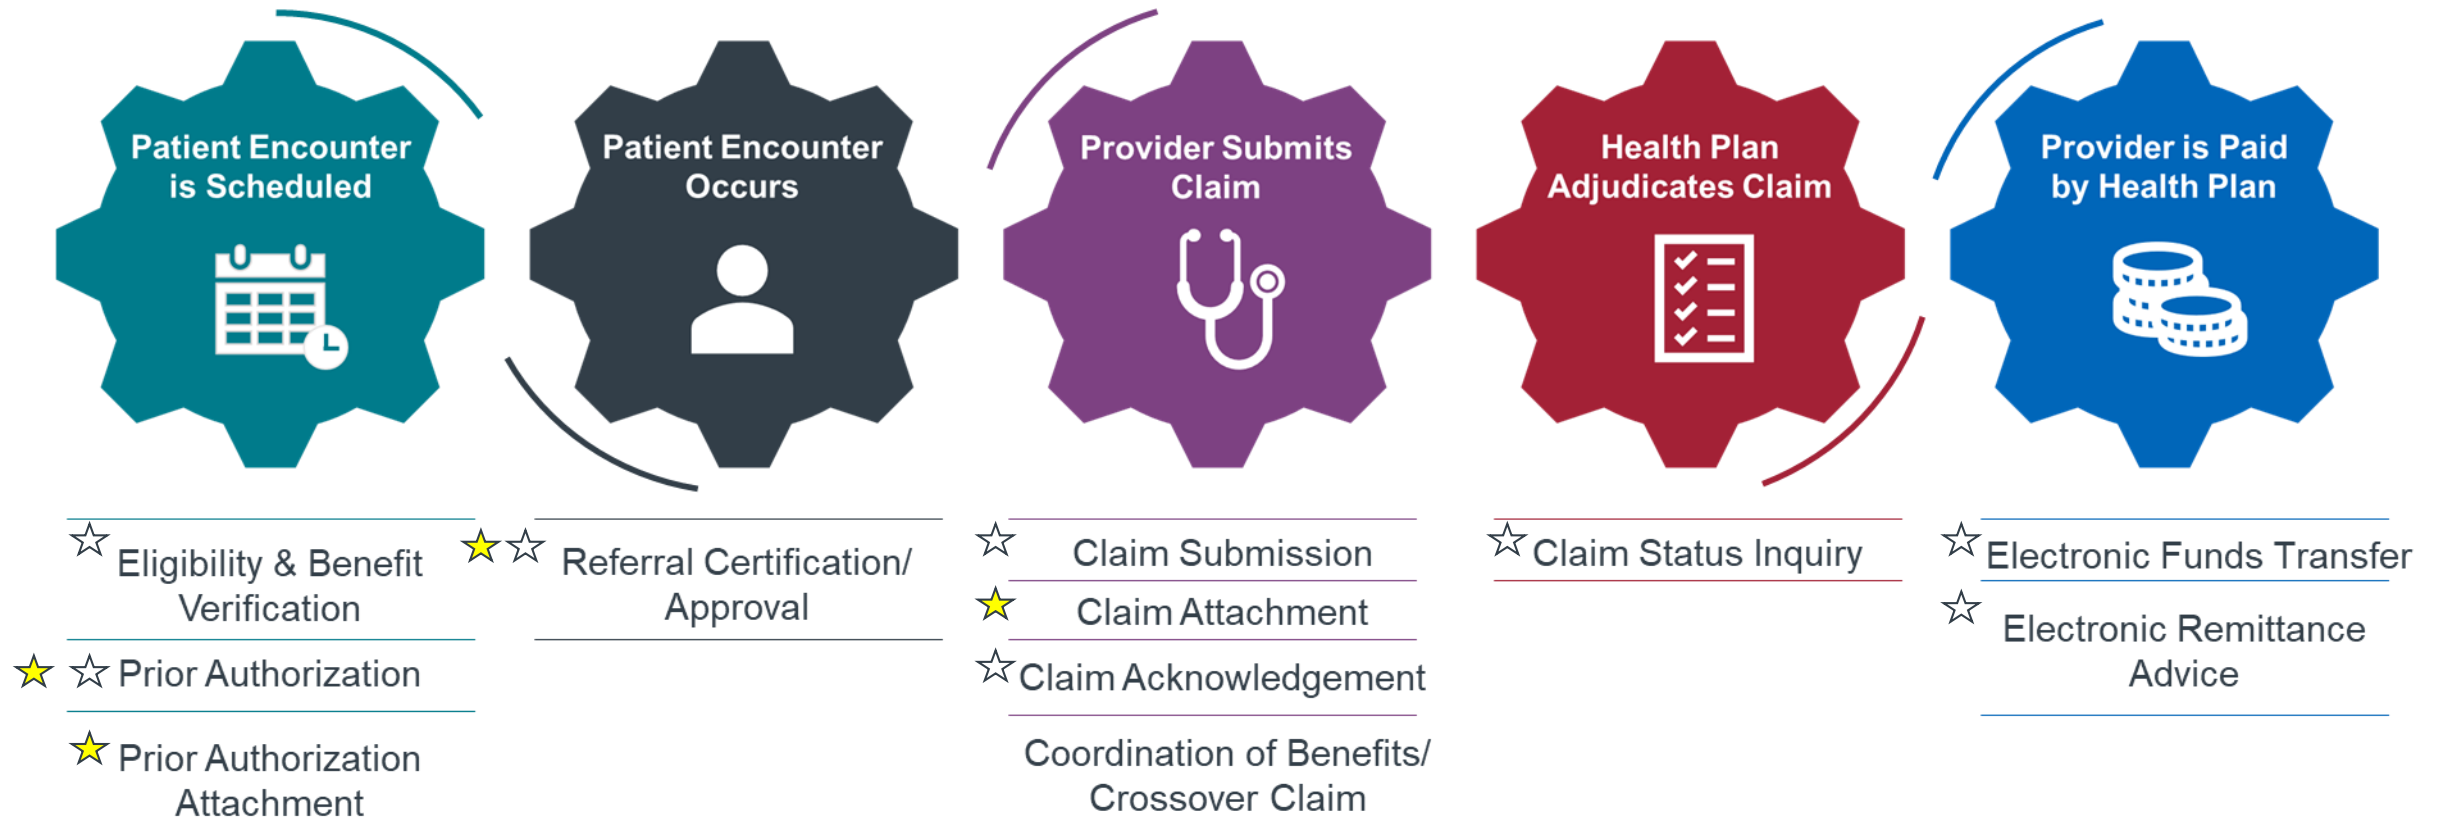 Patient Encounter
is Scheduled
Patient Encounter
Occurs
Provider Submits
Claim
Health Plan
Adjudicates Claim
Provider is Paid
by Health Plan
Eligibility & Benefit
Verification
Prior Authorization
Prior Authorization
Attachment
Referral Certification/
Approval
Claim Submission
Claim Attachment
Claim Acknowledgement
Coordination of Benefits/
Crossover Claim
Claim Status Inquiry
Electronic Funds Transfer
Electronic Remittance
Advice